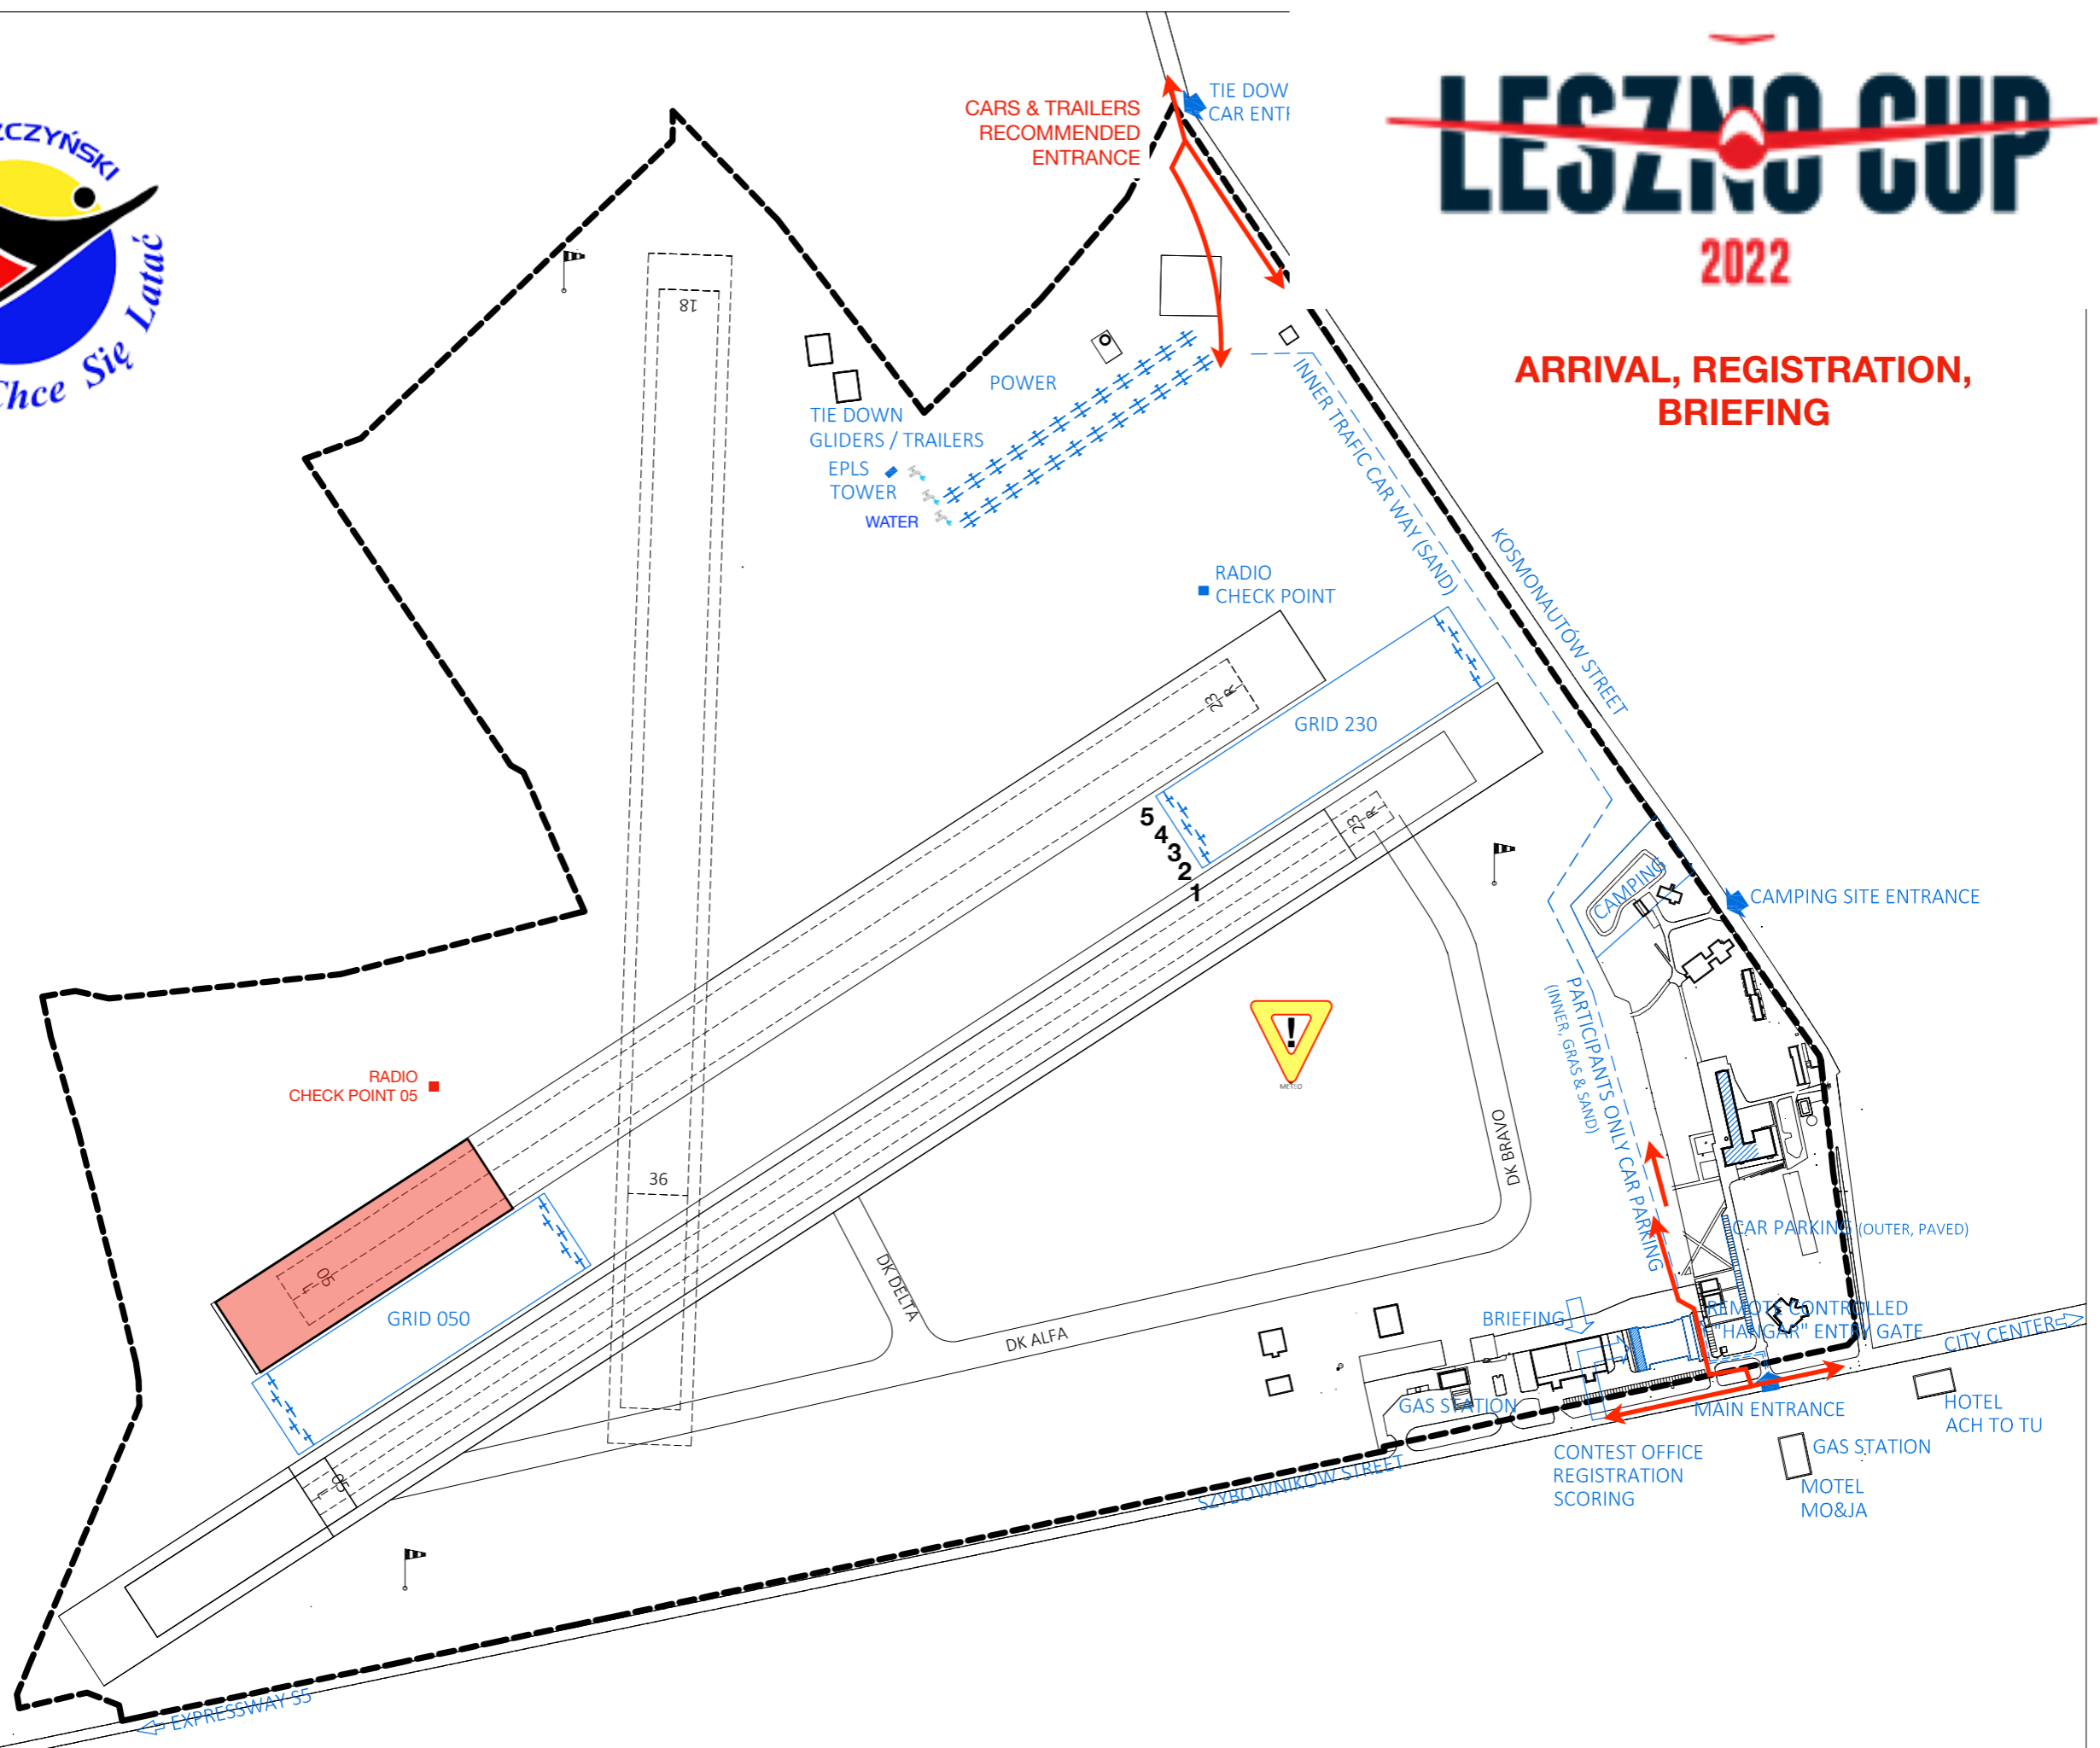 LESZNO CUP
2022
ARRIVAL, REGISTRATION,
BRIEFING
Chce Się Latać
CARS & TRAILERS
RECOMMENDED
ENTRANCE
TIE DOW
CAR ENT
18
POWER
TIE DOWN
GLIDERS / TRAILERS
EPLS
TOWER
WATER
INNER TRAFIC CAR WAY (SAND)
KOSMONAUTÓW STREET
RADIO
CHECK POINT
23
R
GRID 230
23
R
5
4
3
2
1
CAMPING
CAMPING SITE ENTRANCE
PARTICIPANTS ONLY CAR PARKING
(INNER, GRAS & SAND)
!
METEO
RADIO
CHECK POINT 05
36
DK BRAVO
CAR PARKING (OUTER, PAVED)
05
L
GRID 050
DK DELTA
DK ALFA
BRIEFING
REMOTE CONTROLLED
"HANGAR" ENTRY GATE
CITY CENTER
GAS STATION
MAIN ENTRANCE
HOTEL
ACH TO TU
CONTEST OFFICE
REGISTRATION
SCORING
GAS STATION
MOTEL
MO&JA
05
L
SZYBOWNIKÓW STREET
EXPRESSWAY S5